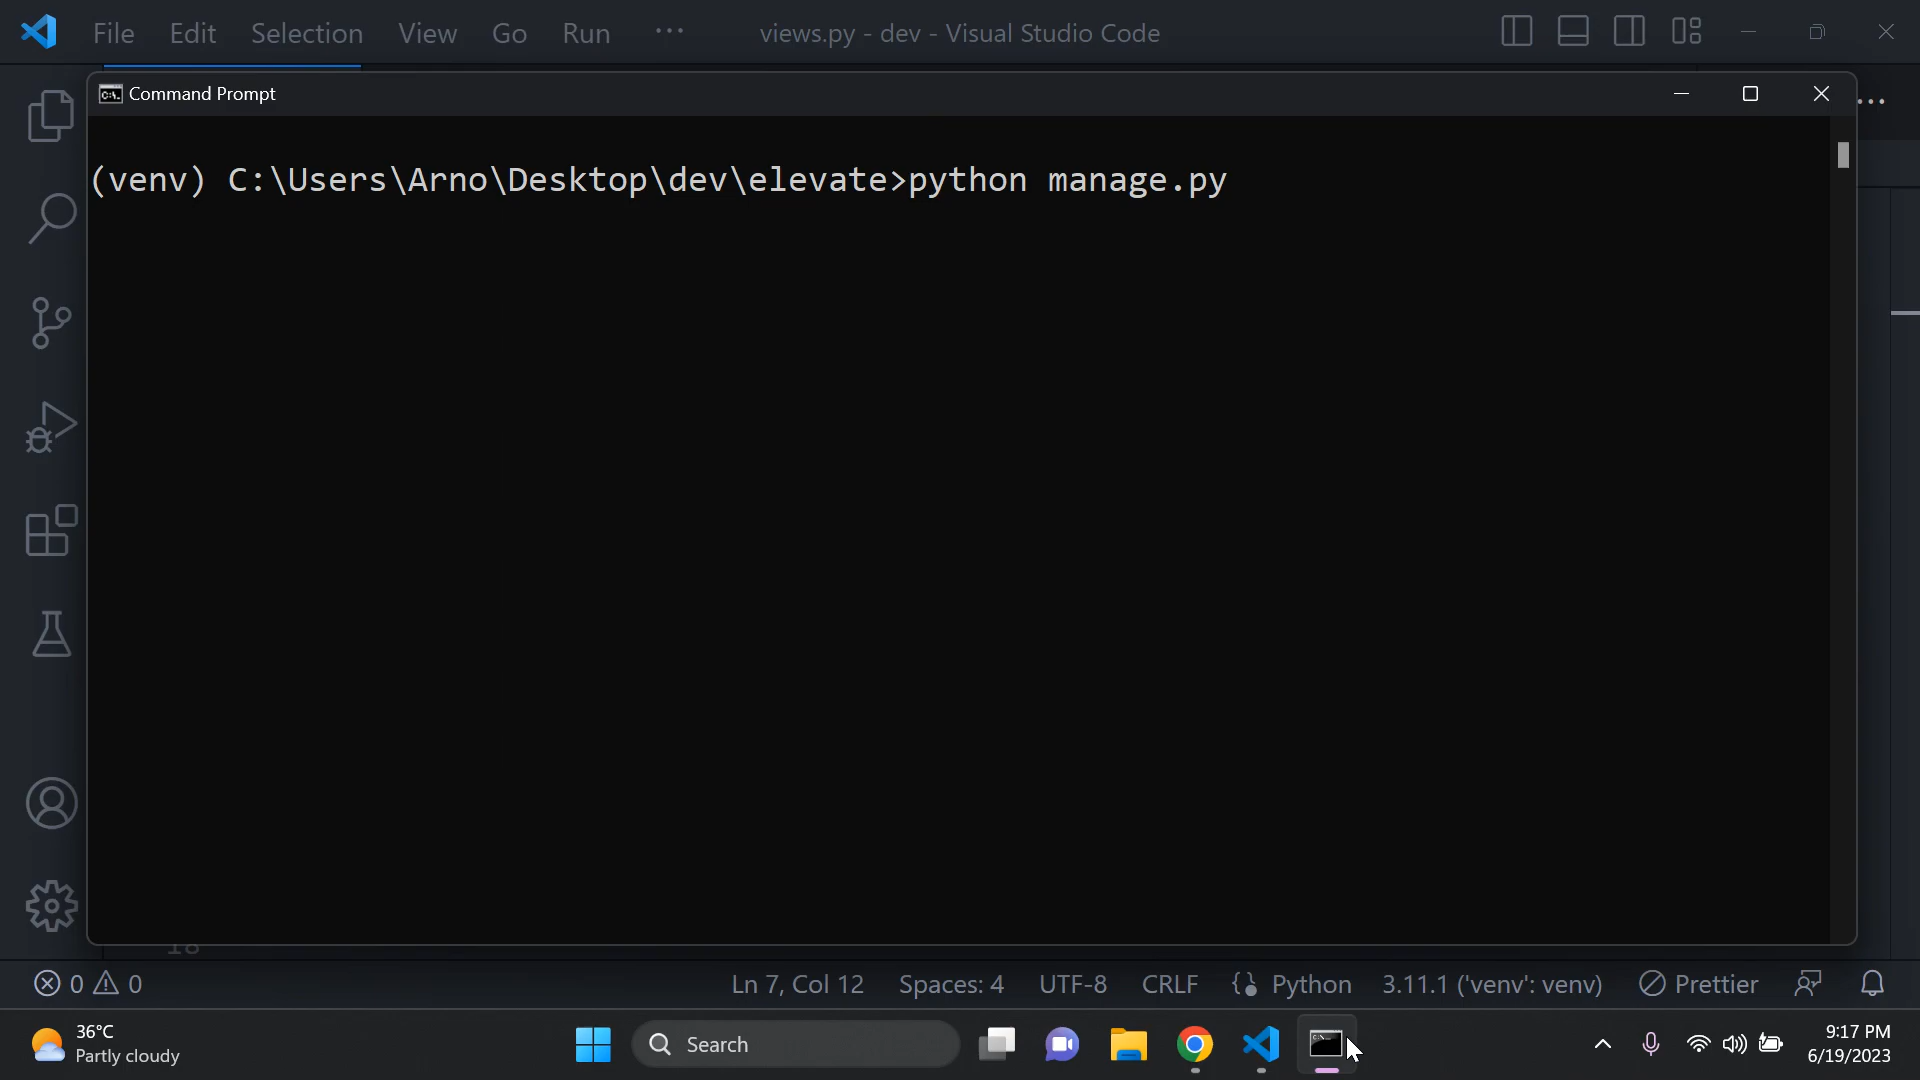 File Edit Selection View Go Run ··· views.py - dev - Visual Studio Code
Command Prompt
(venv) C:\Users\Arno\Desktop\dev\elevate>python manage.py
18
0 0 Ln 7, Col 12 Spaces: 4 UTF-8 CRLF Python 3.11.1 ('venv': venv) Prettier
36°C
Partly cloudy
Search
9:17 PM
6/19/2023